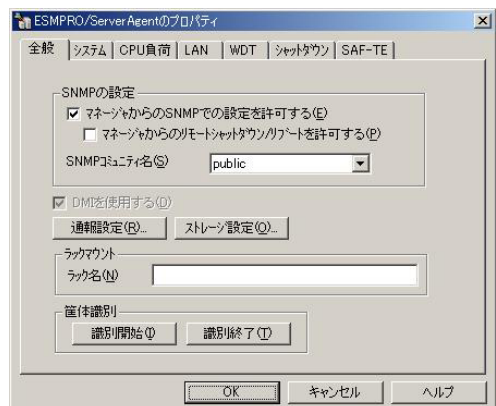 ESMPRO/ServerAgentのプロパティ
全般 システム CPU負荷 LAN WDT シャットダウン SAF-TE
SNMPの設定
マネージャからのSNMPでの設定を許可する(E)
マネージャからのリモートシャットダウン/リブートを許可する(P)
SNMPコミュニティ名(S) public
DMIを使用する(D)
通報設定(R)... ストレージ設定(O)...
ラックマウント
ラック名(N)
筐体識別
識別開始(I) 識別終了(T)
OK キャンセル ヘルプ